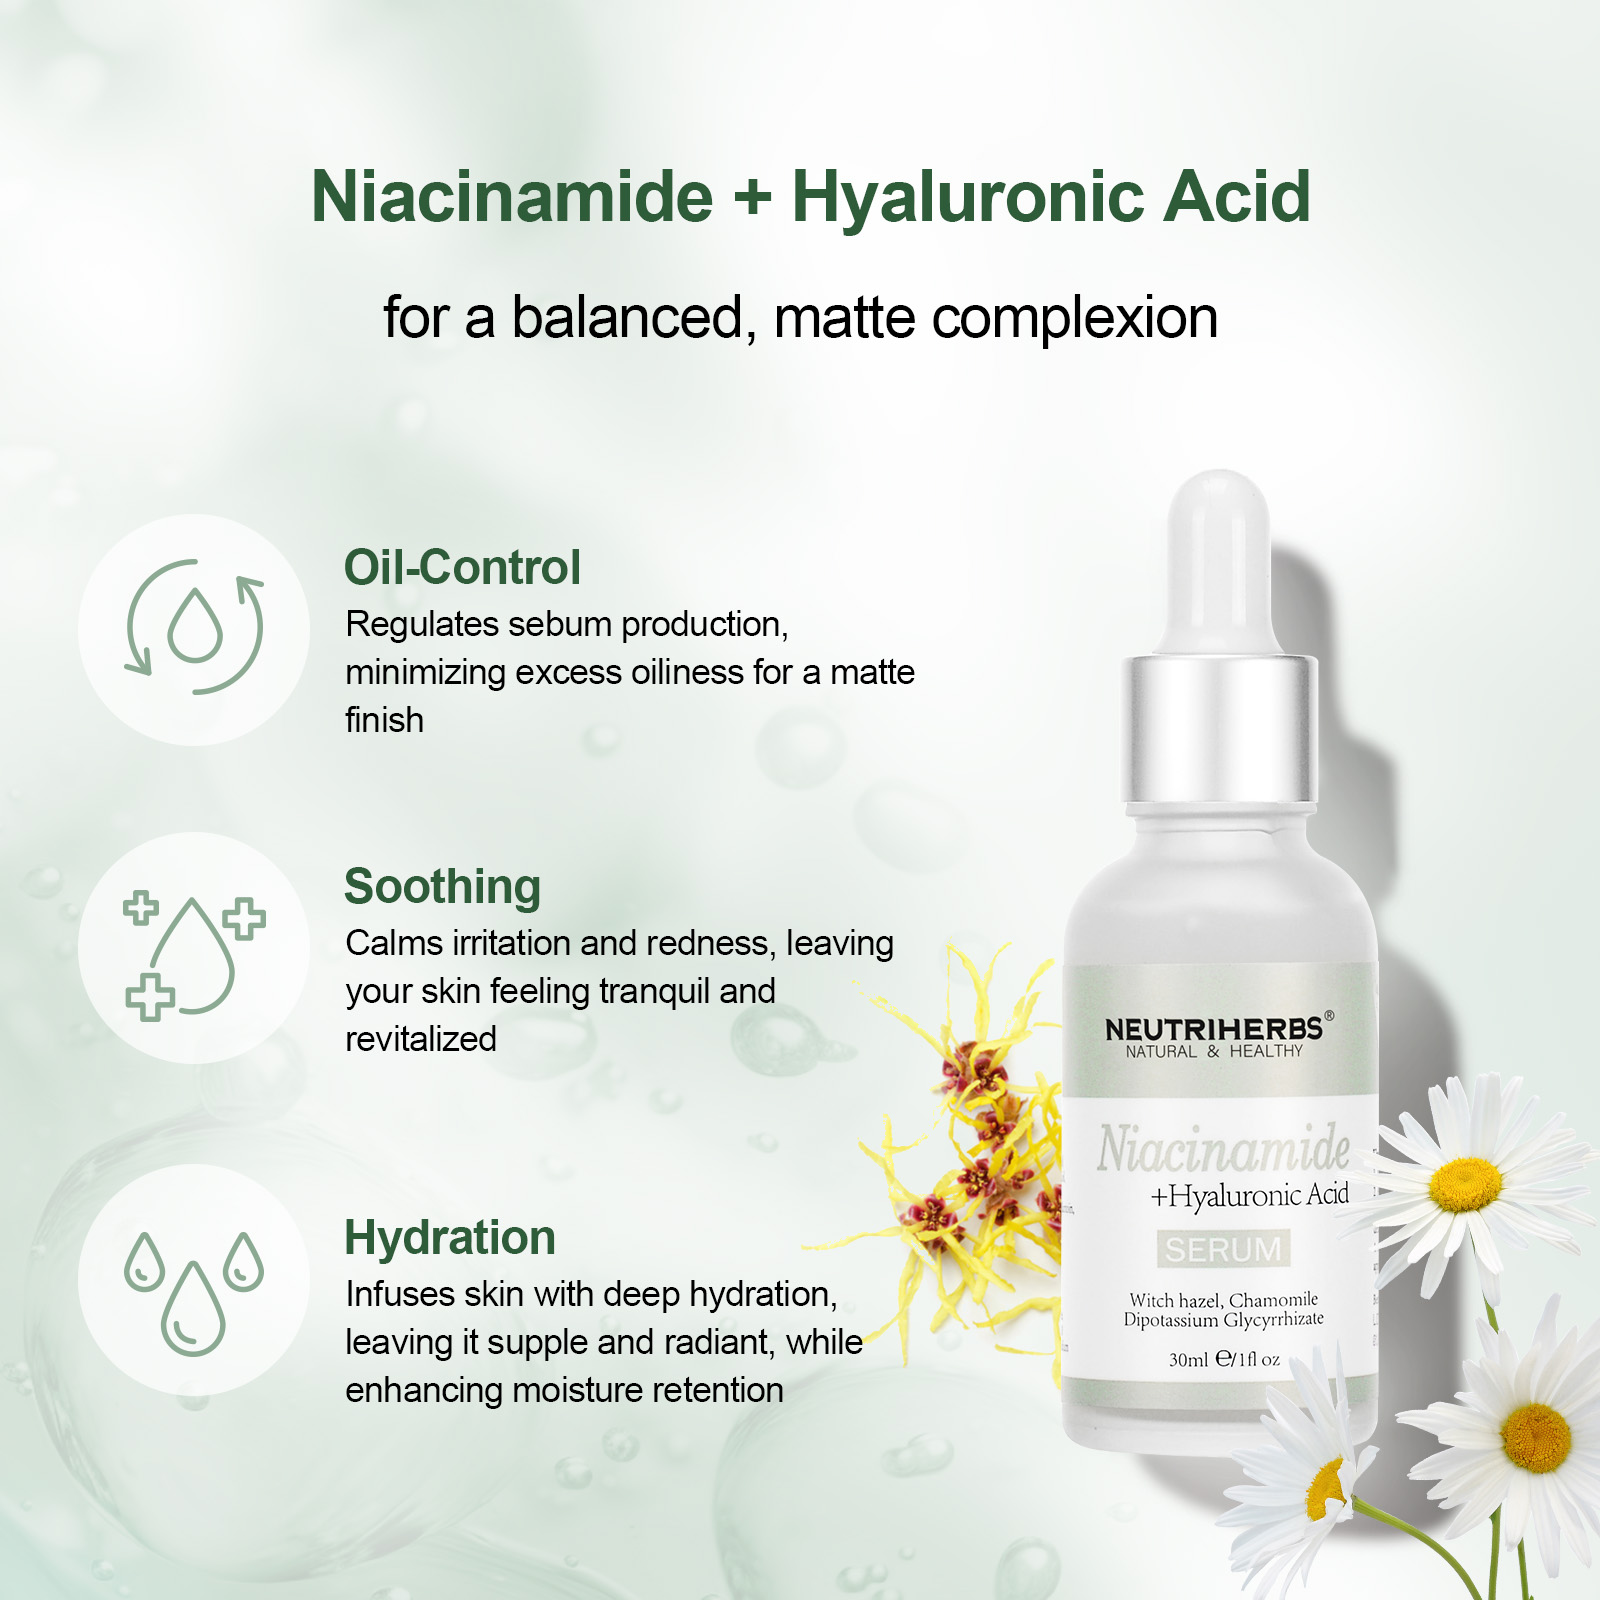 Niacinamide + Hyaluronic Acid
for a balanced, matte complexion
Oil-Control
Regulates sebum production,
minimizing excess oiliness for a matte
finish
Soothing
Calms irritation and redness, leaving
your skin feeling tranquil and
revitalized
Hydration
Infuses skin with deep hydration,
leaving it supple and radiant, while
enhancing moisture retention
NEUTRIHERBS®
NATURAL & HEALTHY
Niacinamide
+Hyaluronic Acid
SERUM
Witch hazel, Chamomile
Dipotassium Glycyrrhizate
30ml ℮/1fl oz